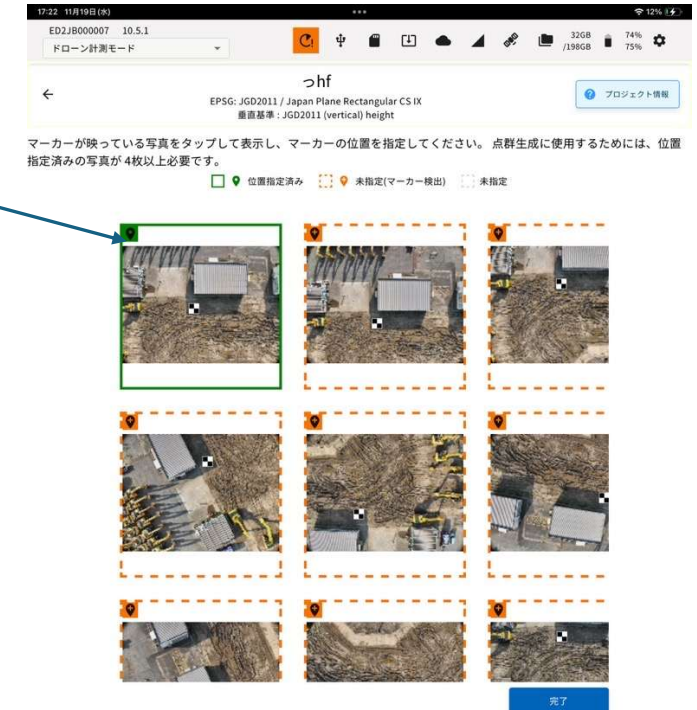 17:22 11月19日(水)
12%
ED2JB000007 10.5.1
ドローン計測モード
32GB
/198GB
74%
75%
つhf
EPSG: JGD2011 / Japan Plane Rectangular CS IX
垂直基準 : JGD2011 (vertical) height
プロジェクト情報
マーカーが映っている写真をタップして表示し、マーカーの位置を指定してください。 点群生成に使用するためには、位置
指定済みの写真が 4枚以上必要です。
位置指定済み
未指定(マーカー検出)
未指定
完了